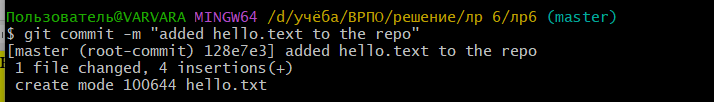 Пользователь@VARVARA MINGW64 /d/учёба/ВРПО/решение/лр 6/лр6 (master)
$ git commit -m "added hello.text to the repo"
[master (root-commit) 128e7e3] added hello.text to the repo
1 file changed, 4 insertions(+)
create mode 100644 hello.txt